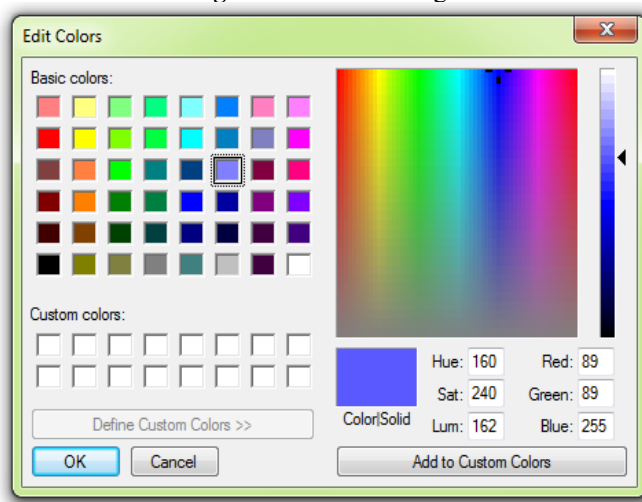 Edit Colors
Basic colors:
Custom colors:
Define Custom Colors >>
OK Cancel
Color|Solid
Hue: 160 Red: 89
Sat: 240 Green: 89
Lum: 162 Blue: 255
Add to Custom Colors